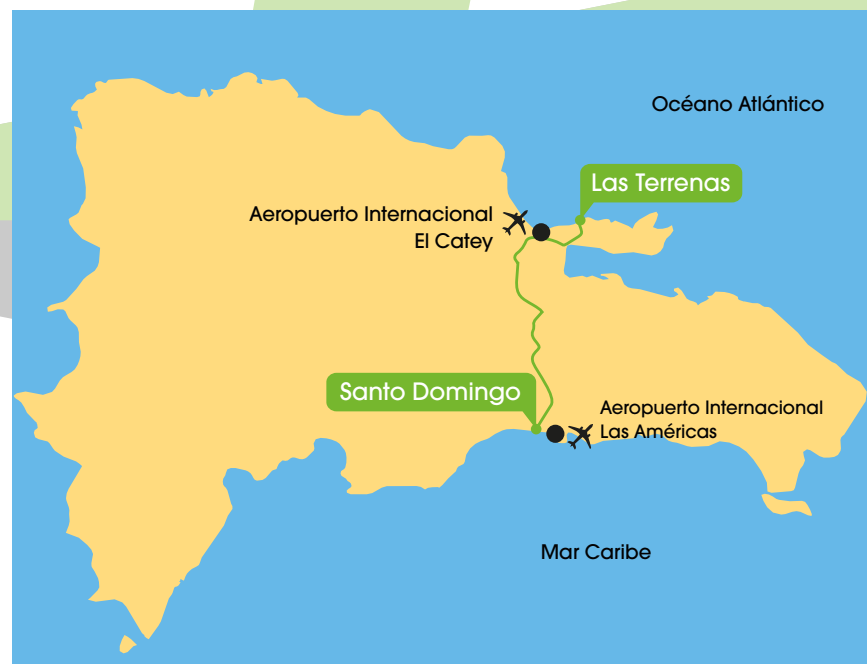 Océano Atlántico
Las Terrenas
Aeropuerto Internacional
El Catey
Santo Domingo
Aeropuerto Internacional
Las Américas
Mar Caribe